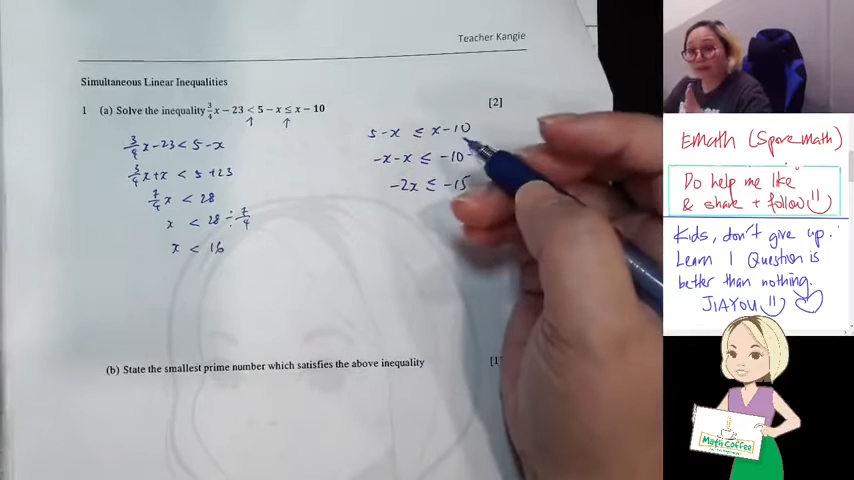 Teacher Kangie
Simultaneous Linear Inequalities
1 (a) Solve the inequality 3/4 x − 23 < 5 − x ≤ x − 10
[2]
3/4 x − 23 < 5 − x
3/4 x + x < 5 + 23
7/4 x < 28
x < 28 ÷ 7/4
x < 16
5 − x ≤ x − 10
−x − x ≤ −10 -
−2x ≤ −15
(b) State the smallest prime number which satisfies the above inequality
[1
EMath (Spore math)
Do help me like
& share + follow
Kids, don't give up.
Learn 1 Question is
better than nothing.
JIAYOU
Math Coffee